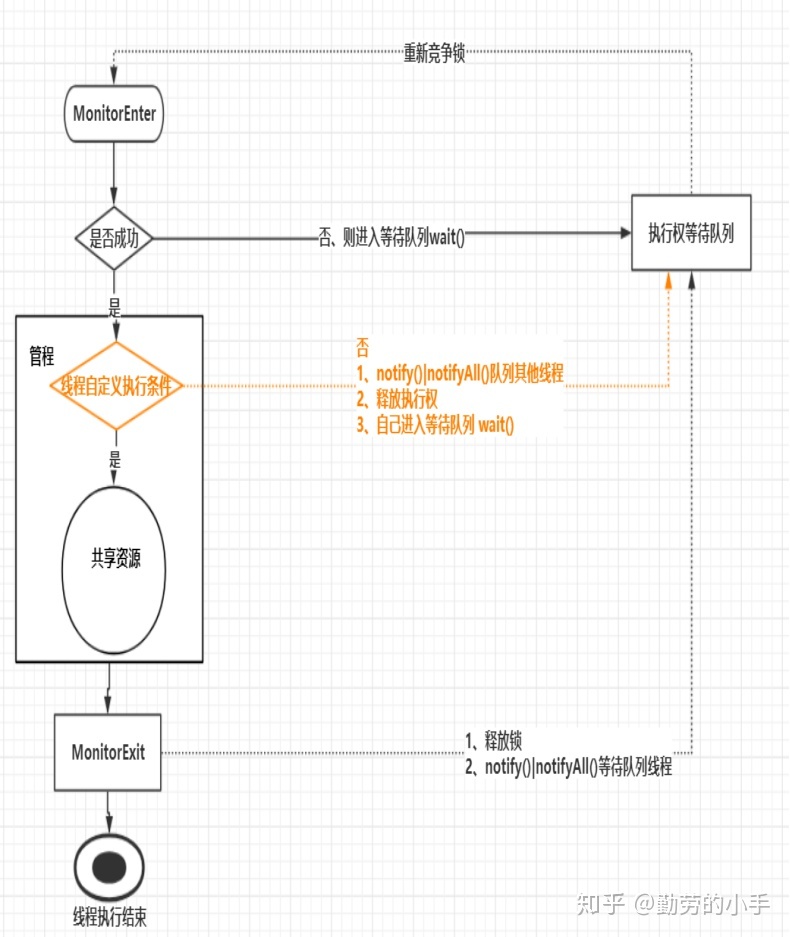 重新竞争锁
MonitorEnter
是否成功
否、则进入等待队列wait()
执行权等待队列
是
管程
线程自定义执行条件
否
1、notify()|notifyAll()队列其他线程
2、释放执行权
3、自己进入等待队列 wait()
是
共享资源
MonitorExit
1、释放锁
2、notify()|notifyAll()等待队列线程
线程执行结束
知乎 @勤劳的小手